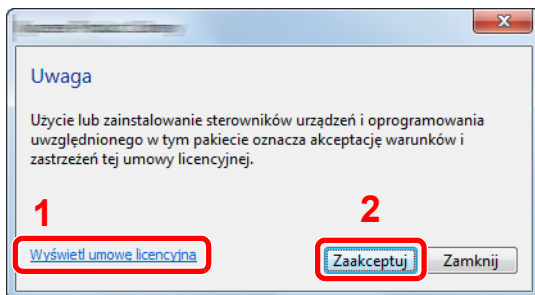 Uwaga
Użycie lub zainstalowanie sterowników urządzeń i oprogramowania
uwzględnionego w tym pakiecie oznacza akceptację warunków i
zastrzeżeń tej umowy licencyjnej.
1
2
Wyświetl umowę licencyjną
Zaakceptuj
Zamknij